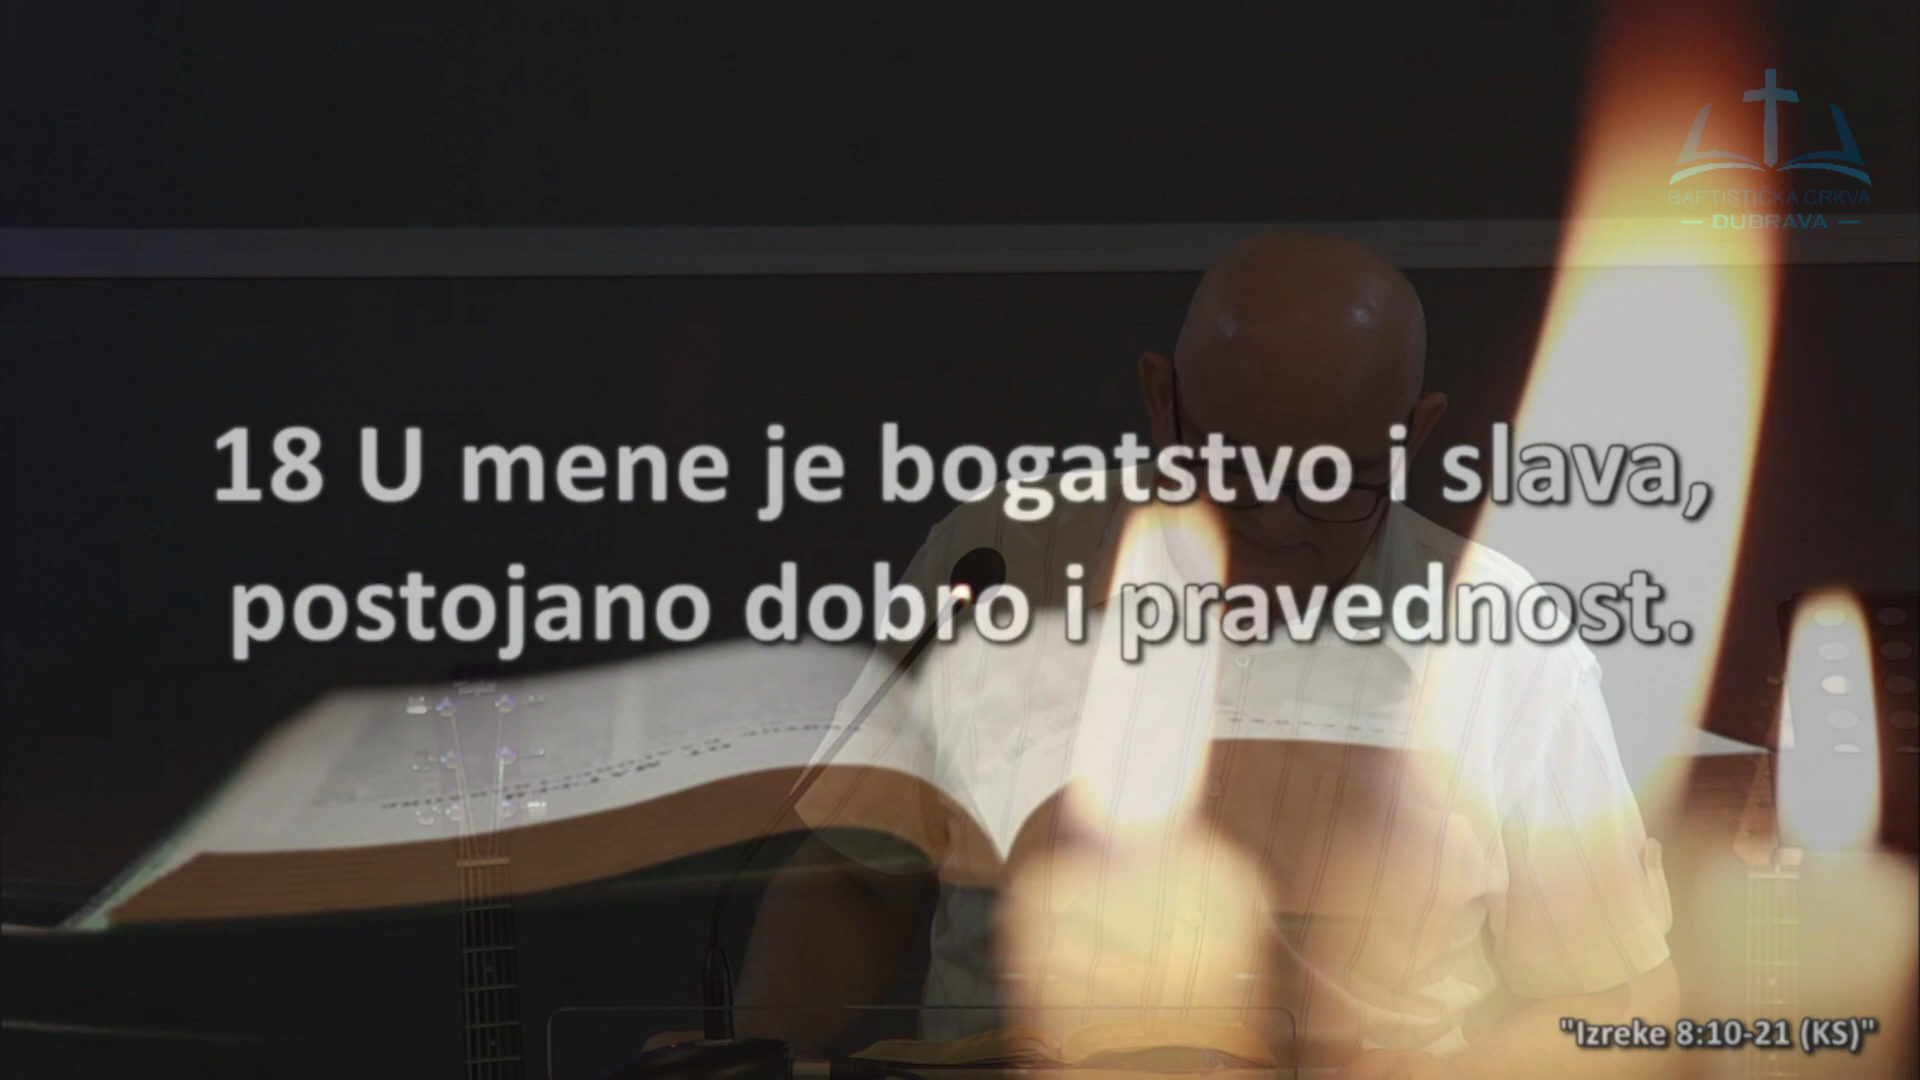 BAPTISTIČKA CRKVA
DUBRAVA
18 U mene je bogatstvo i slava,
postojano dobro i pravednost.
"Izreke 8:10-21 (KS)"